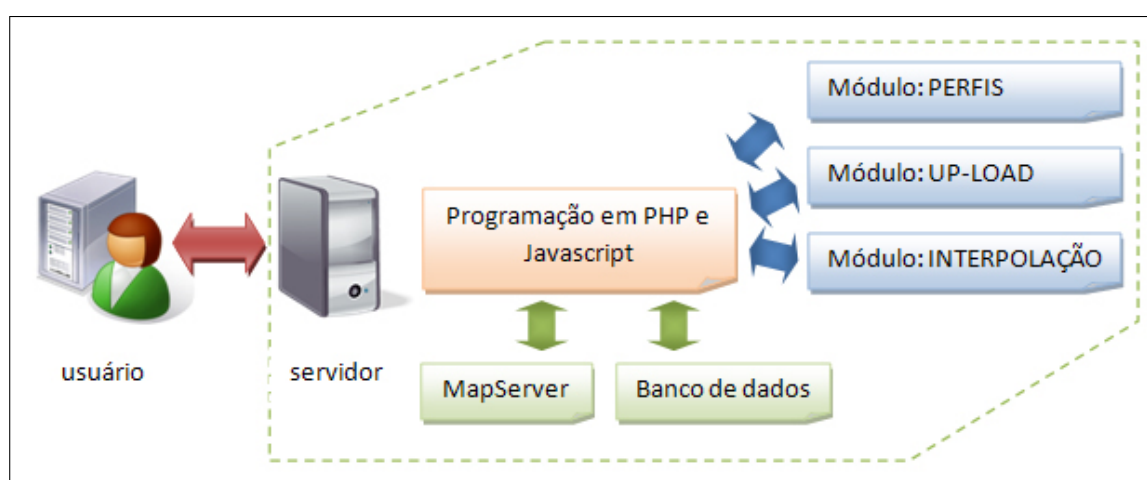 Módulo: PERFIS
Módulo: UP-LOAD
Programação em PHP e
Javascript
Módulo: INTERPOLAÇÃO
usuário
servidor
MapServer
Banco de dados